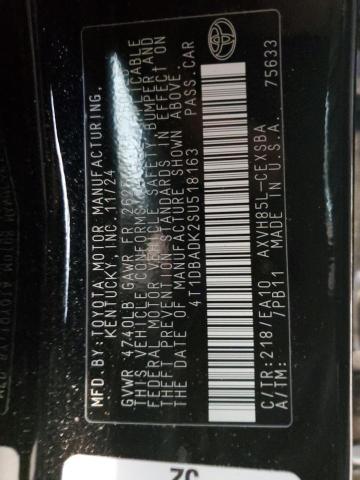 MFD. BY: TOYOTA MOTOR MANUFACTURING,
KENTUCKY, INC. 11/24
GVWR 4740LB GAWR FR
THIS VEHICLE CONFORMS APPLICABLE
FEDERAL MOTOR VEHICLE SAFETY BUMPER, AND
THEFT PREVENTION STANDARDS IN EFFECT ON
THE DATE OF MANUFACTURE SHOWN ABOVE.
4T1DBADK2SU518163 PASS.CAR
C/TR:218/EA10 AXVH85L-CEXSBA
A/TM: 7PB11 MADE IN U.S.A. 75633